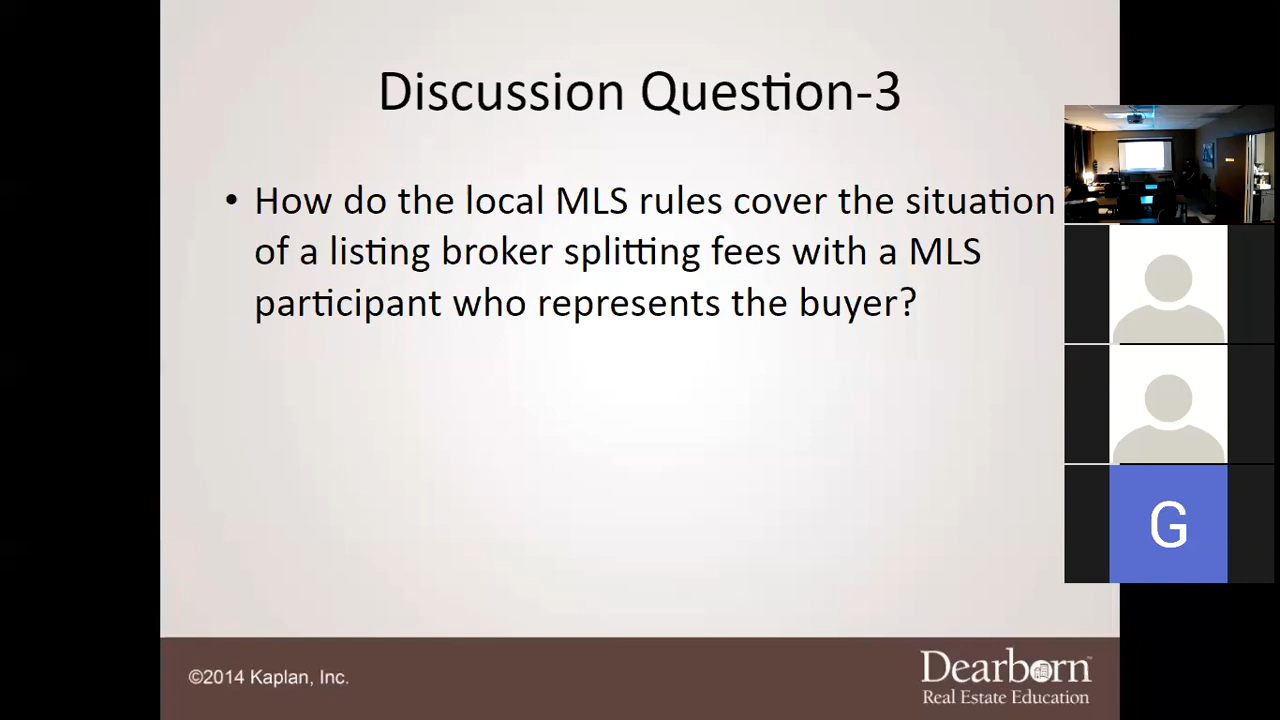 Discussion Question-3
• How do the local MLS rules cover the situation
of a listing broker splitting fees with a MLS
participant who represents the buyer?
G
©2014 Kaplan, Inc.
Dearborn™
Real Estate Education